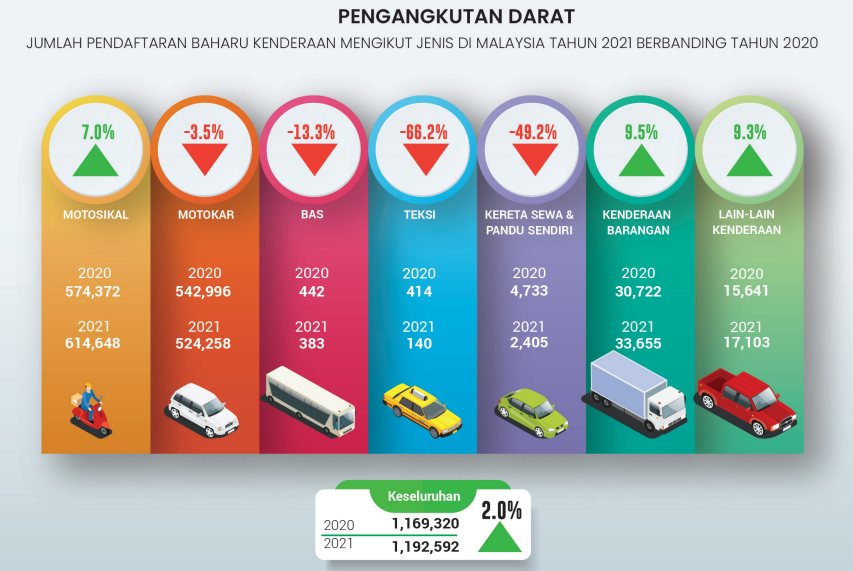 PENGANGKUTAN DARAT
JUMLAH PENDAFTARAN BAHARU KENDERAAN MENGIKUT JENIS DI MALAYSIA TAHUN 2021 BERBANDING TAHUN 2020
7.0%
MOTOSIKAL
2020
574,372
2021
614,648
-3.5%
MOTOKAR
2020
542,996
2021
524,258
-13.3%
BAS
2020
442
2021
383
-66.2%
TEKSI
2020
414
2021
140
-49.2%
KERETA SEWA &
PANDU SENDIRI
2020
4,733
2021
2,405
9.5%
KENDERAAN
BARANGAN
2020
30,722
2021
33,655
9.3%
LAIN-LAIN
KENDERAAN
2020
15,641
2021
17,103
Keseluruhan
2020 1,169,320
2021 1,192,592
2.0%